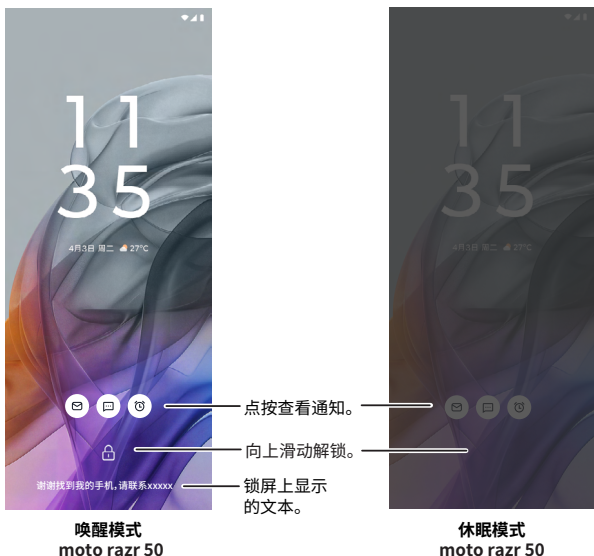 11
35
4月3日 周二 27°C
谢谢找到我的手机,请联系xxxxx
唤醒模式
moto razr 50
点按查看通知。
向上滑动解锁。
锁屏上显示
的文本。
11
35
4月3日 周二 27°C
休眠模式
moto razr 50